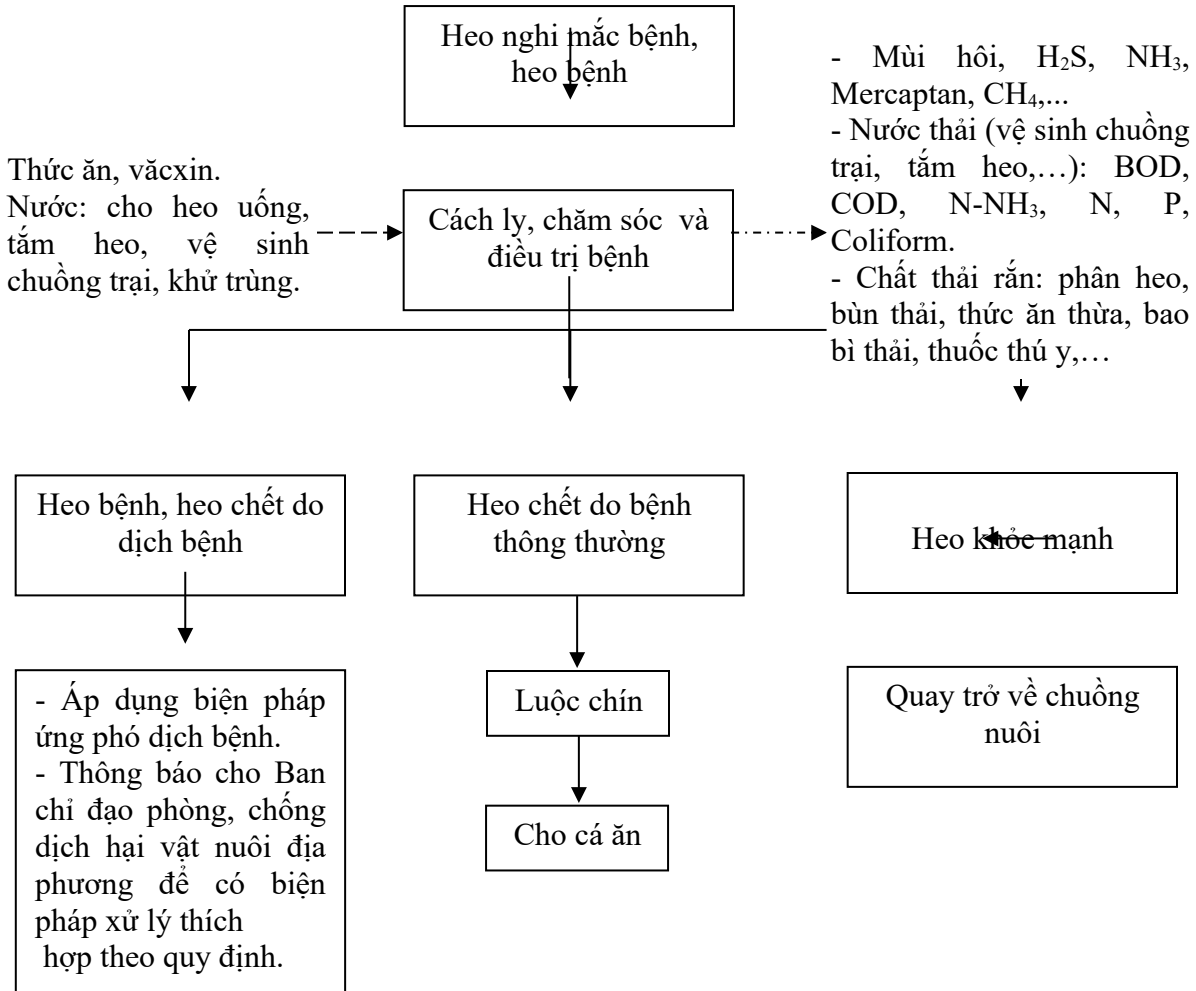 Heo nghi mắc bệnh,
heo bệnh
- Mùi hôi, H₂S, NH₃,
Mercaptan, CH₄,...
- Nước thải (vệ sinh chuồng
trại, tắm heo,…): BOD,
COD, N-NH₃, N, P,
Coliform.
- Chất thải rắn: phân heo,
bùn thải, thức ăn thừa, bao
bì thải, thuốc thú y,…
Thức ăn, văcxin.
Nước: cho heo uống,
tắm heo, vệ sinh
chuồng trại, khử trùng.
Cách ly, chăm sóc và
điều trị bệnh
Heo bệnh, heo chết do
dịch bệnh
Heo chết do bệnh
thông thường
Heo khỏe mạnh
- Áp dụng biện pháp
ứng phó dịch bệnh.
- Thông báo cho Ban
chỉ đạo phòng, chống
dịch hại vật nuôi địa
phương để có biện
pháp xử lý thích
hợp theo quy định.
Luộc chín
Cho cá ăn
Quay trở về chuồng
nuôi